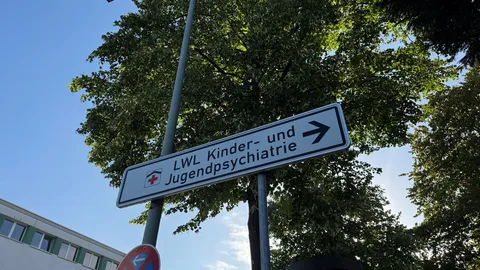 LWL Kinder- und
Jugendpsychiatrie